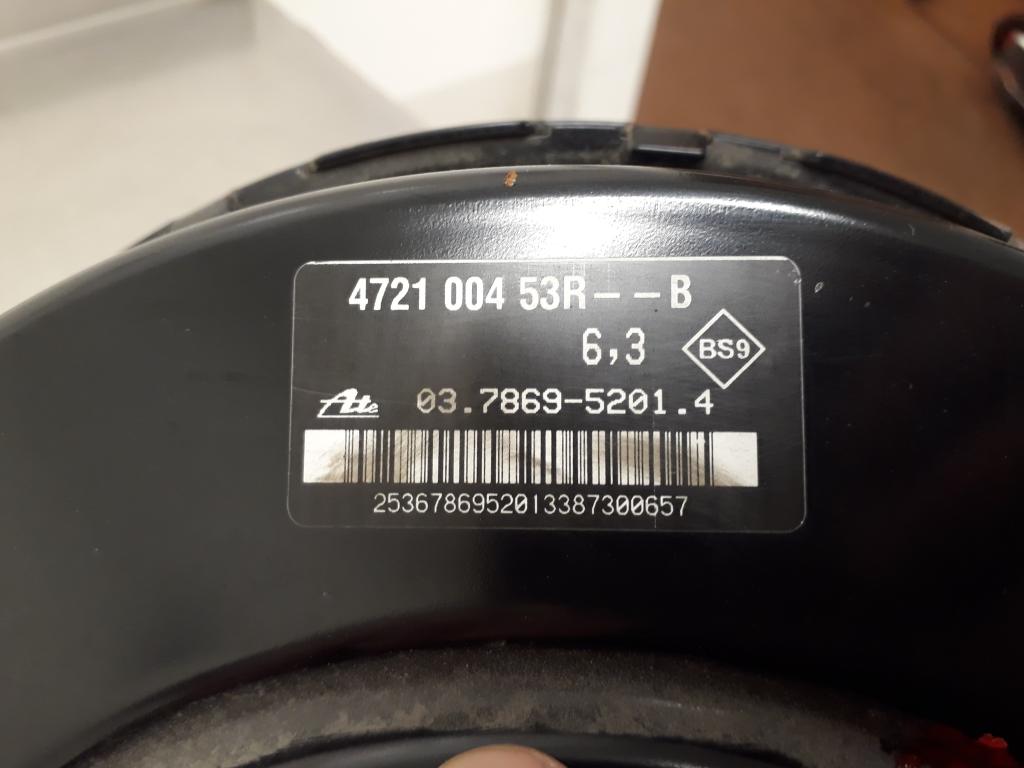 4721 004 53R--B
6,3 BS9
Ate 03.7869-5201.4
2536786952013387300657